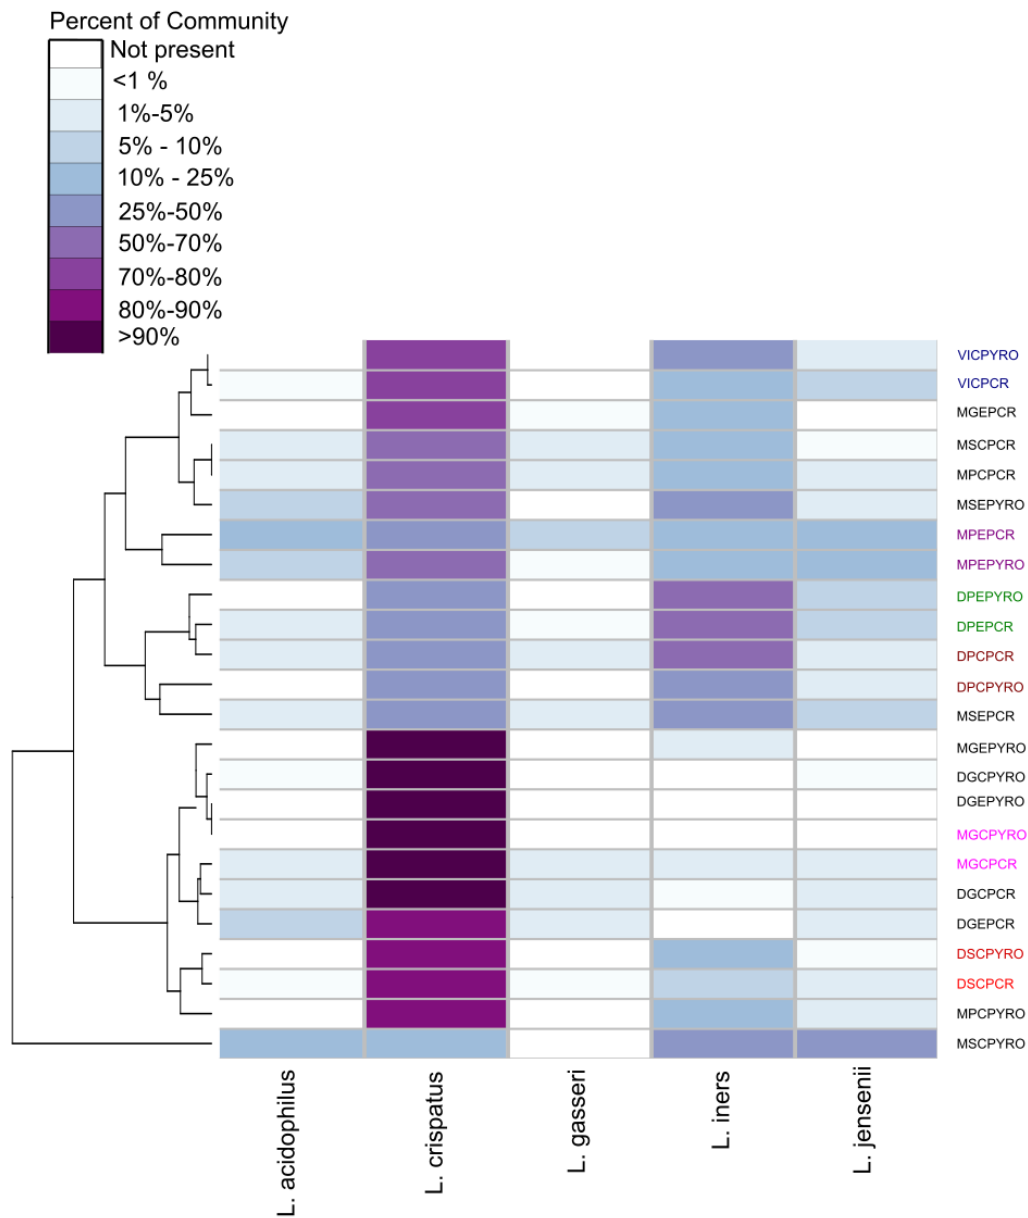 Percent of Community
Not present
<1 %
1%-5%
5% - 10%
10% - 25%
25%-50%
50%-70%
70%-80%
80%-90%
>90%
VICPYRO
VICPCR
MGEPCR
MSCPCR
MPCPCR
MSEPYRO
MPEPCR
MPEPYRO
DPEPYRO
DPEPCR
DPCPCR
DPCPYRO
MSEPCR
MGEPYRO
DGCPYRO
DGEPYRO
MGCPYRO
MGCPCR
DGCPCR
DGEPCR
DSCPYRO
DSCPCR
MPCPYRO
MSCPYRO
L. acidophilus
L. crispatus
L. gasseri
L. iners
L. jensenii